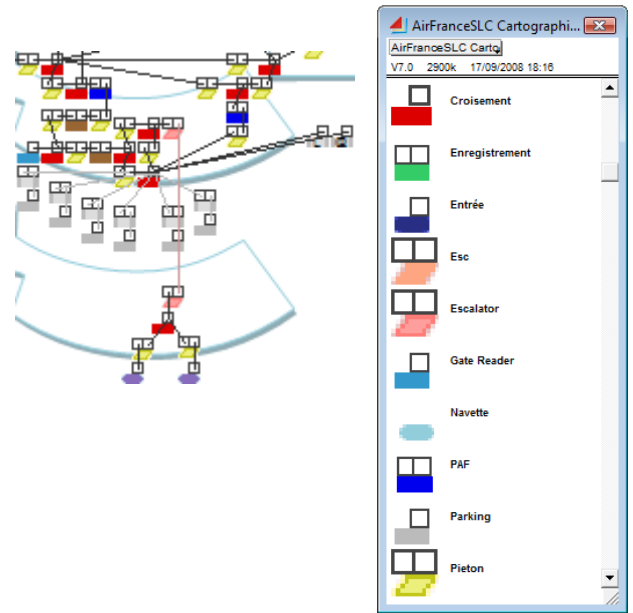 AirFranceSLC Cartographi...
AirFranceSLC Carto
V7.0 2900k 17/09/2008 18:16
Croisement
Enregistrement
Entrée
Esc
Escalator
Gate Reader
Navette
PAF
Parking
Pieton